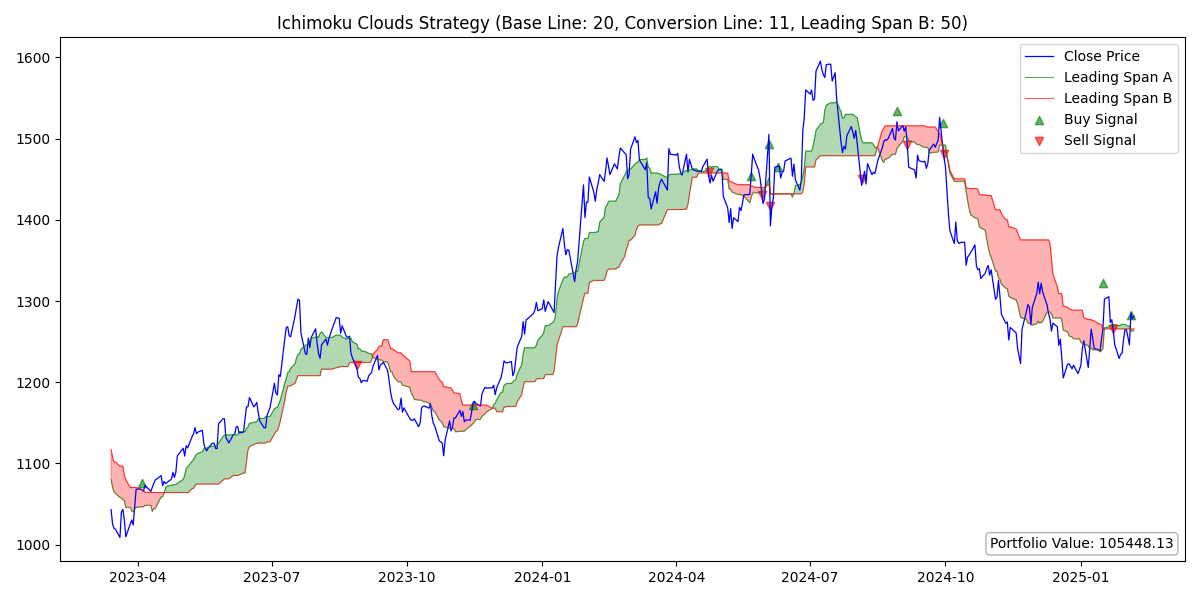 Ichimoku Clouds Strategy (Base Line: 20, Conversion Line: 11, Leading Span B: 50)
1600
1500
1400
1300
1200
1100
1000
Close Price
Leading Span A
Leading Span B
Buy Signal
Sell Signal
Portfolio Value: 105448.13
2023-04
2023-07
2023-10
2024-01
2024-04
2024-07
2024-10
2025-01